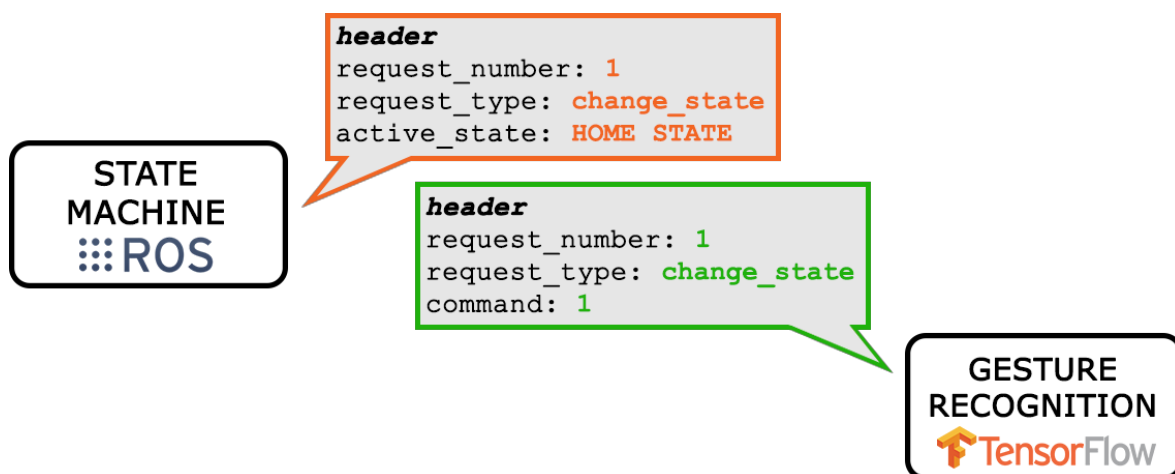 header
request_number: 1
request_type: change_state
active_state: HOME STATE
STATE
MACHINE
ROS
header
request_number: 1
request_type: change_state
command: 1
GESTURE
RECOGNITION
TensorFlow